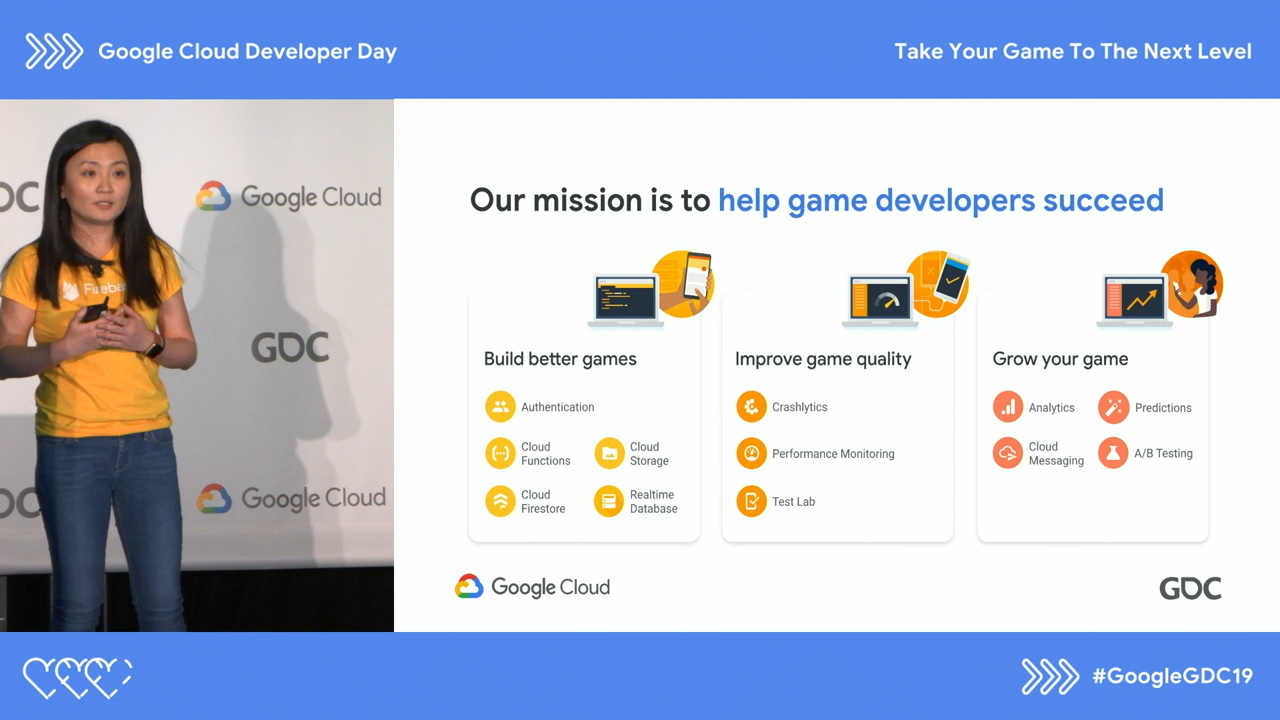 Google Cloud Developer Day
Take Your Game To The Next Level
Google Cloud
GDC
Google Cloud
Our mission is to help game developers succeed
Build better games
Authentication
Cloud
Functions
Cloud
Storage
Cloud
Firestore
Realtime
Database
Improve game quality
Crashlytics
Performance Monitoring
Test Lab
Grow your game
Analytics
Predictions
Cloud
Messaging
A/B Testing
Google Cloud
GDC
#GoogleGDC19